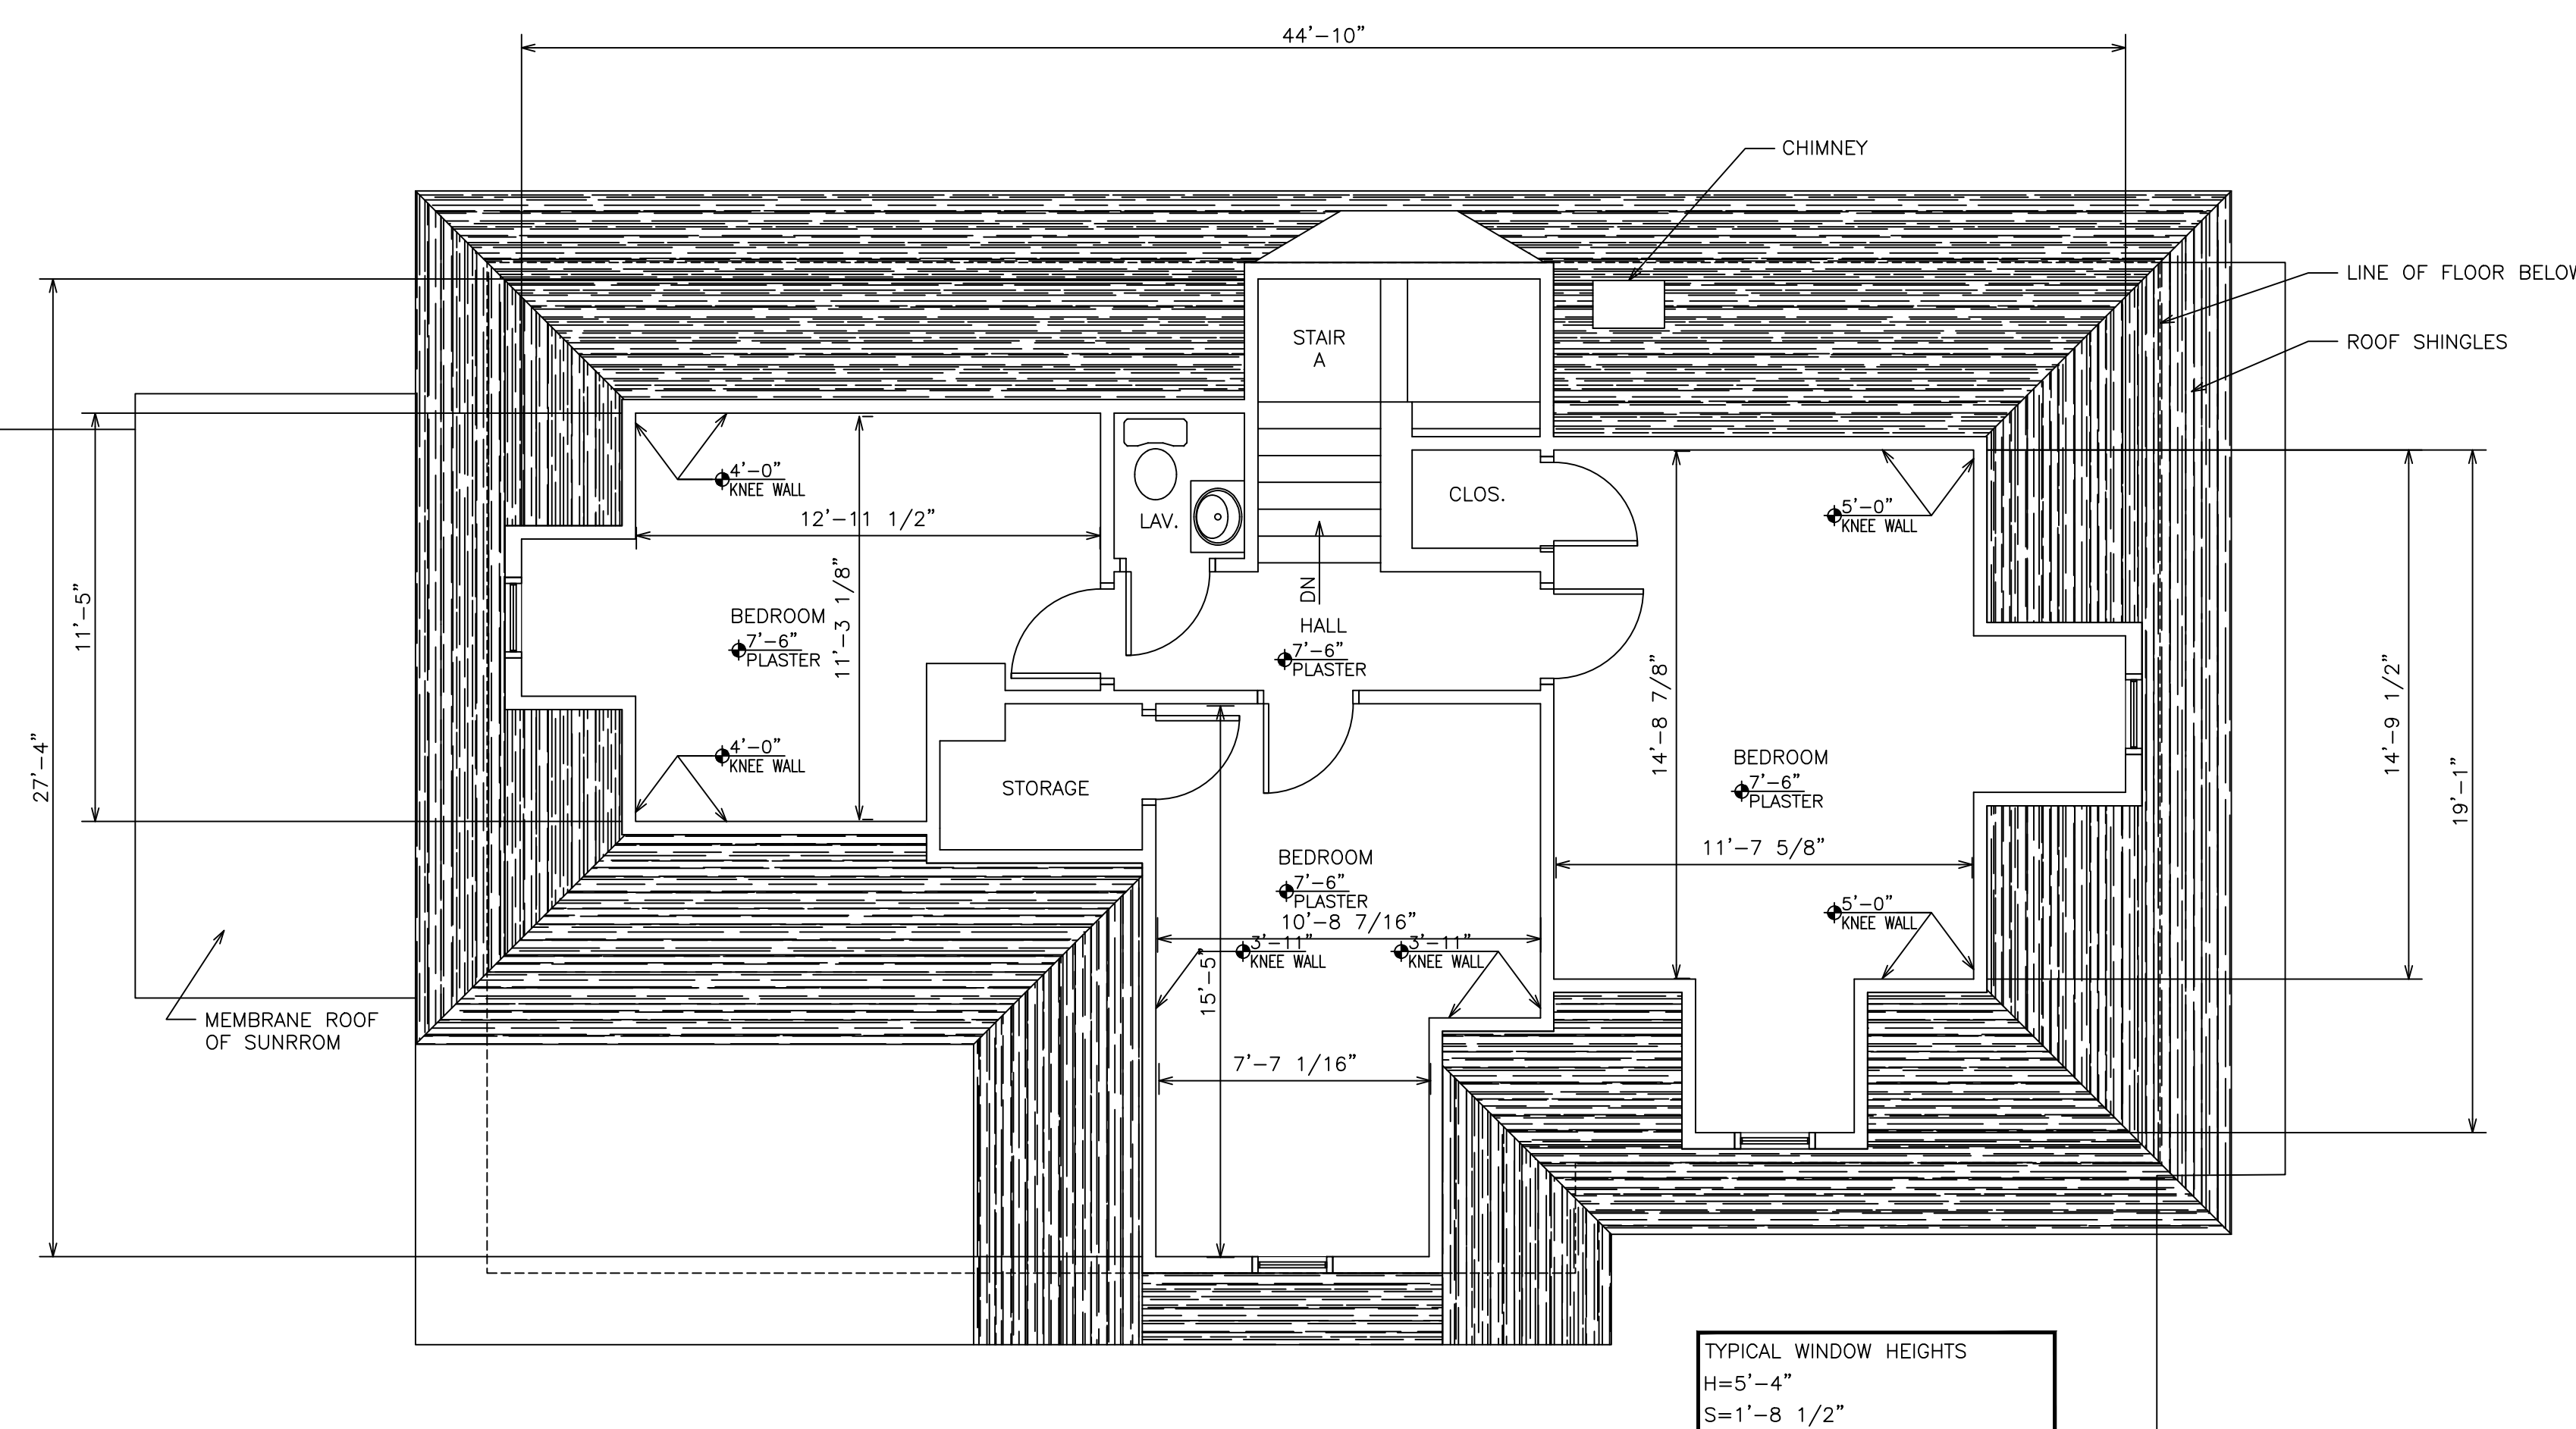 44'-10"
CHIMNEY
LINE OF FLOOR BELOW
ROOF SHINGLES
STAIR
A
4'-0"
KNEE WALL
12'-11 1/2"
11'-3 1/8"
LAV.
CLOS.
5'-0"
KNEE WALL
DN
HALL
7'-6"
PLASTER
BEDROOM
7'-6"
PLASTER
11'-5"
27'-4"
4'-0"
KNEE WALL
STORAGE
14'-8 7/8"
BEDROOM
7'-6"
PLASTER
14'-9 1/2"
19'-1"
11'-7 5/8"
BEDROOM
7'-6"
PLASTER
10'-8 7/16"
3'-11"
KNEE WALL
3'-11"
KNEE WALL
5'-0"
KNEE WALL
15'-5"
7'-7 1/16"
MEMBRANE ROOF
OF SUNRROM
TYPICAL WINDOW HEIGHTS
H=5'-4"
S=1'-8 1/2"